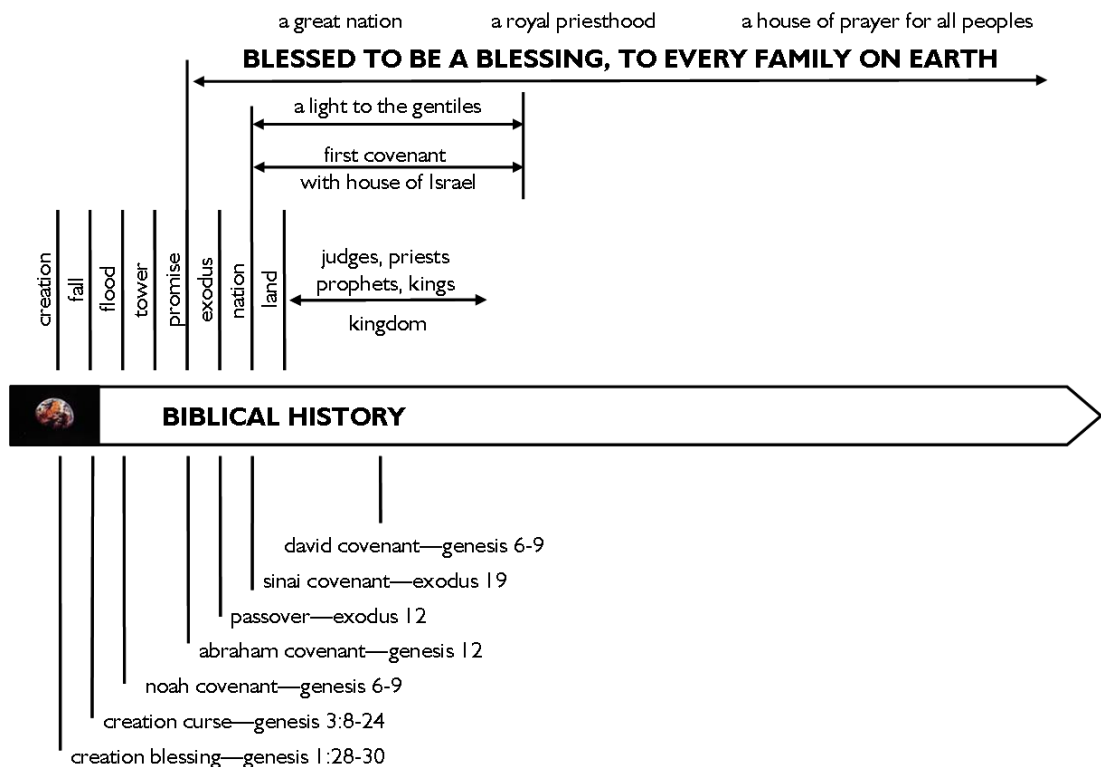 a great nation a royal priesthood a house of prayer for all peoples
BLESSED TO BE A BLESSING, TO EVERY FAMILY ON EARTH
a light to the gentiles
first covenant
with house of Israel
creation
fall
flood
tower
promise
exodus
nation
land
judges, priests
prophets, kings
kingdom
BIBLICAL HISTORY
david covenant—genesis 6-9
sinai covenant—exodus 19
passover—exodus 12
abraham covenant—genesis 12
noah covenant—genesis 6-9
creation curse—genesis 3:8-24
creation blessing—genesis 1:28-30